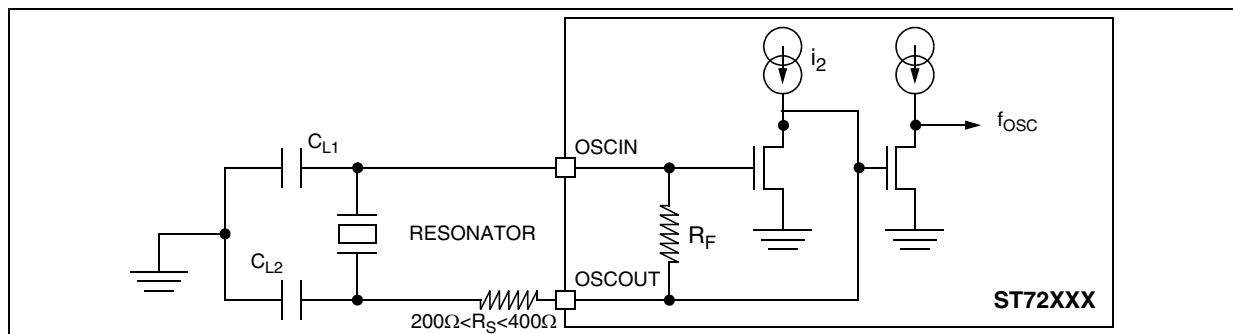 i2
fOSC
CL1
OSCIN
RESONATOR
RF
CL2
OSCOUT
200Ω<RS<400Ω
ST72XXX